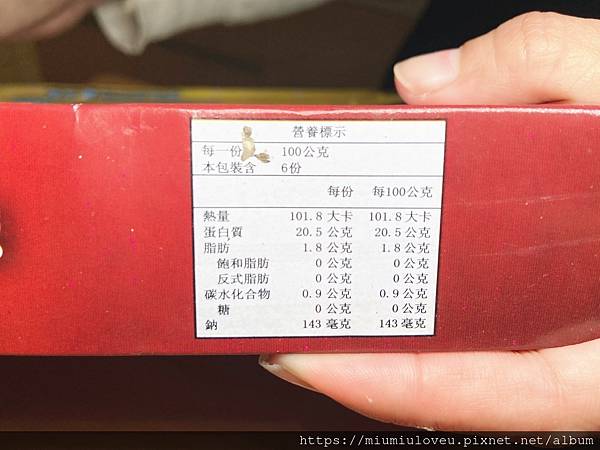 營養標示
每一份 100公克
本包裝含 6份
每份 每100公克
熱量 101.8 大卡 101.8 大卡
蛋白質 20.5 公克 20.5 公克
脂肪 1.8 公克 1.8 公克
飽和脂肪 0 公克 0 公克
反式脂肪 0 公克 0 公克
碳水化合物 0.9 公克 0.9 公克
糖 0 公克 0 公克
鈉 143 毫克 143 毫克
https://miumiuloveu.pixnet.net/album